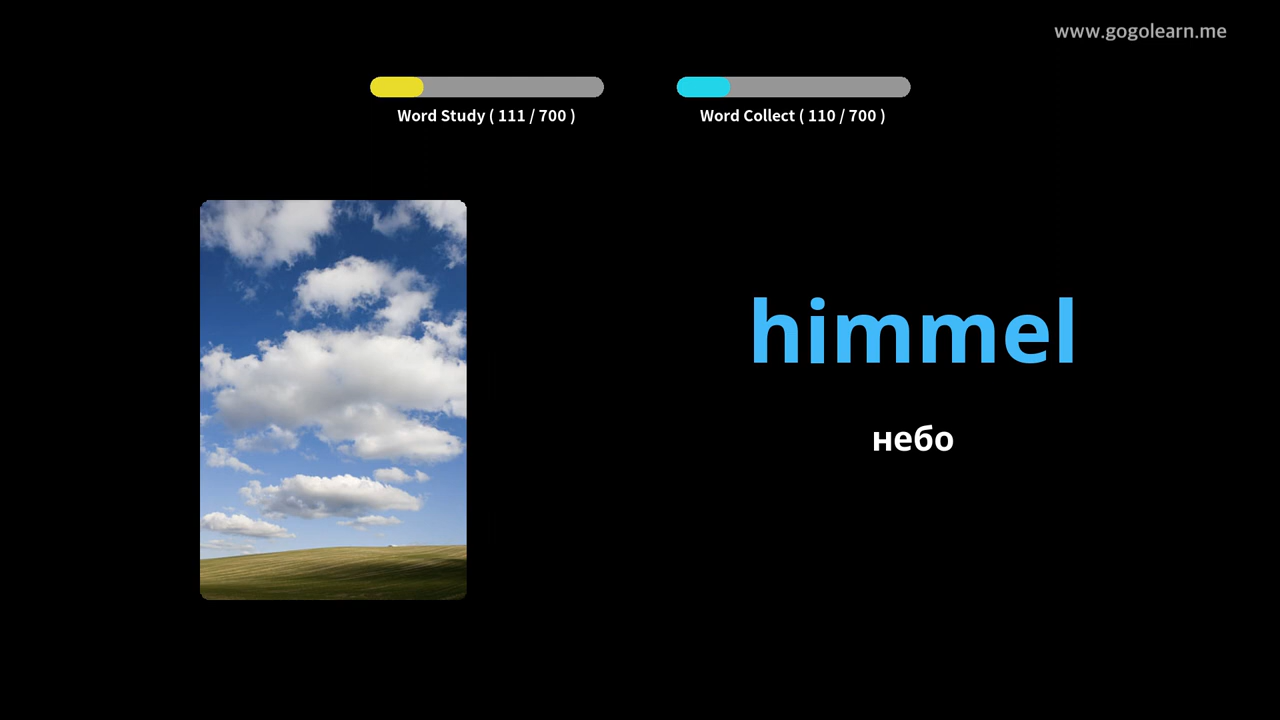 www.gogolearn.me
Word Study ( 111 / 700 )
Word Collect ( 110 / 700 )
himmel
небо